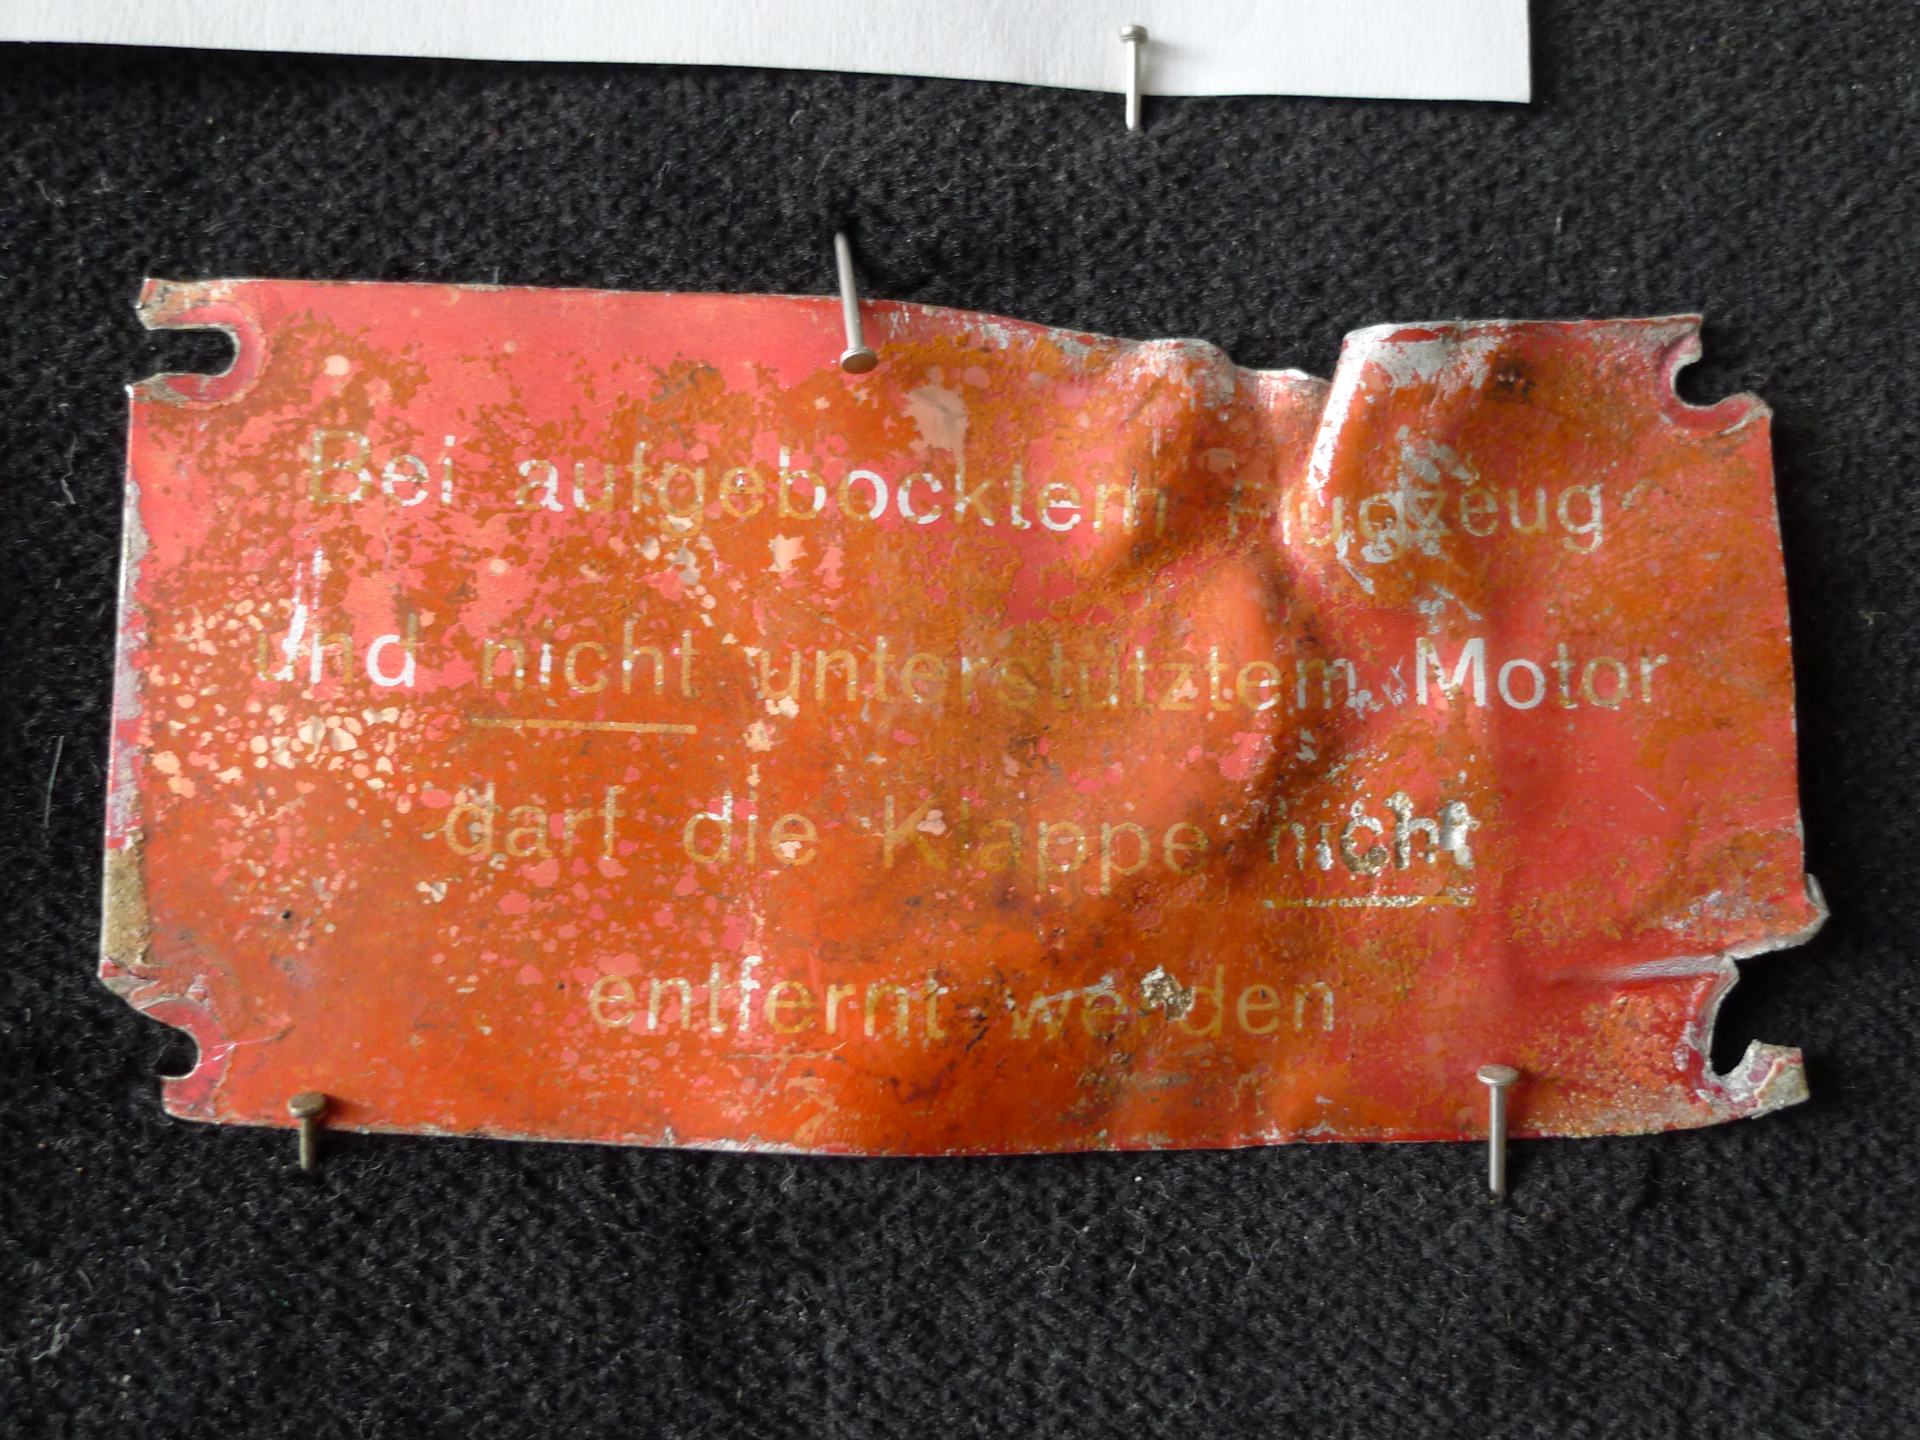 Bei aufgebocktem Flugzeug
und nicht unterstütztem Motor
darf die Klappe nicht
entfernt werden